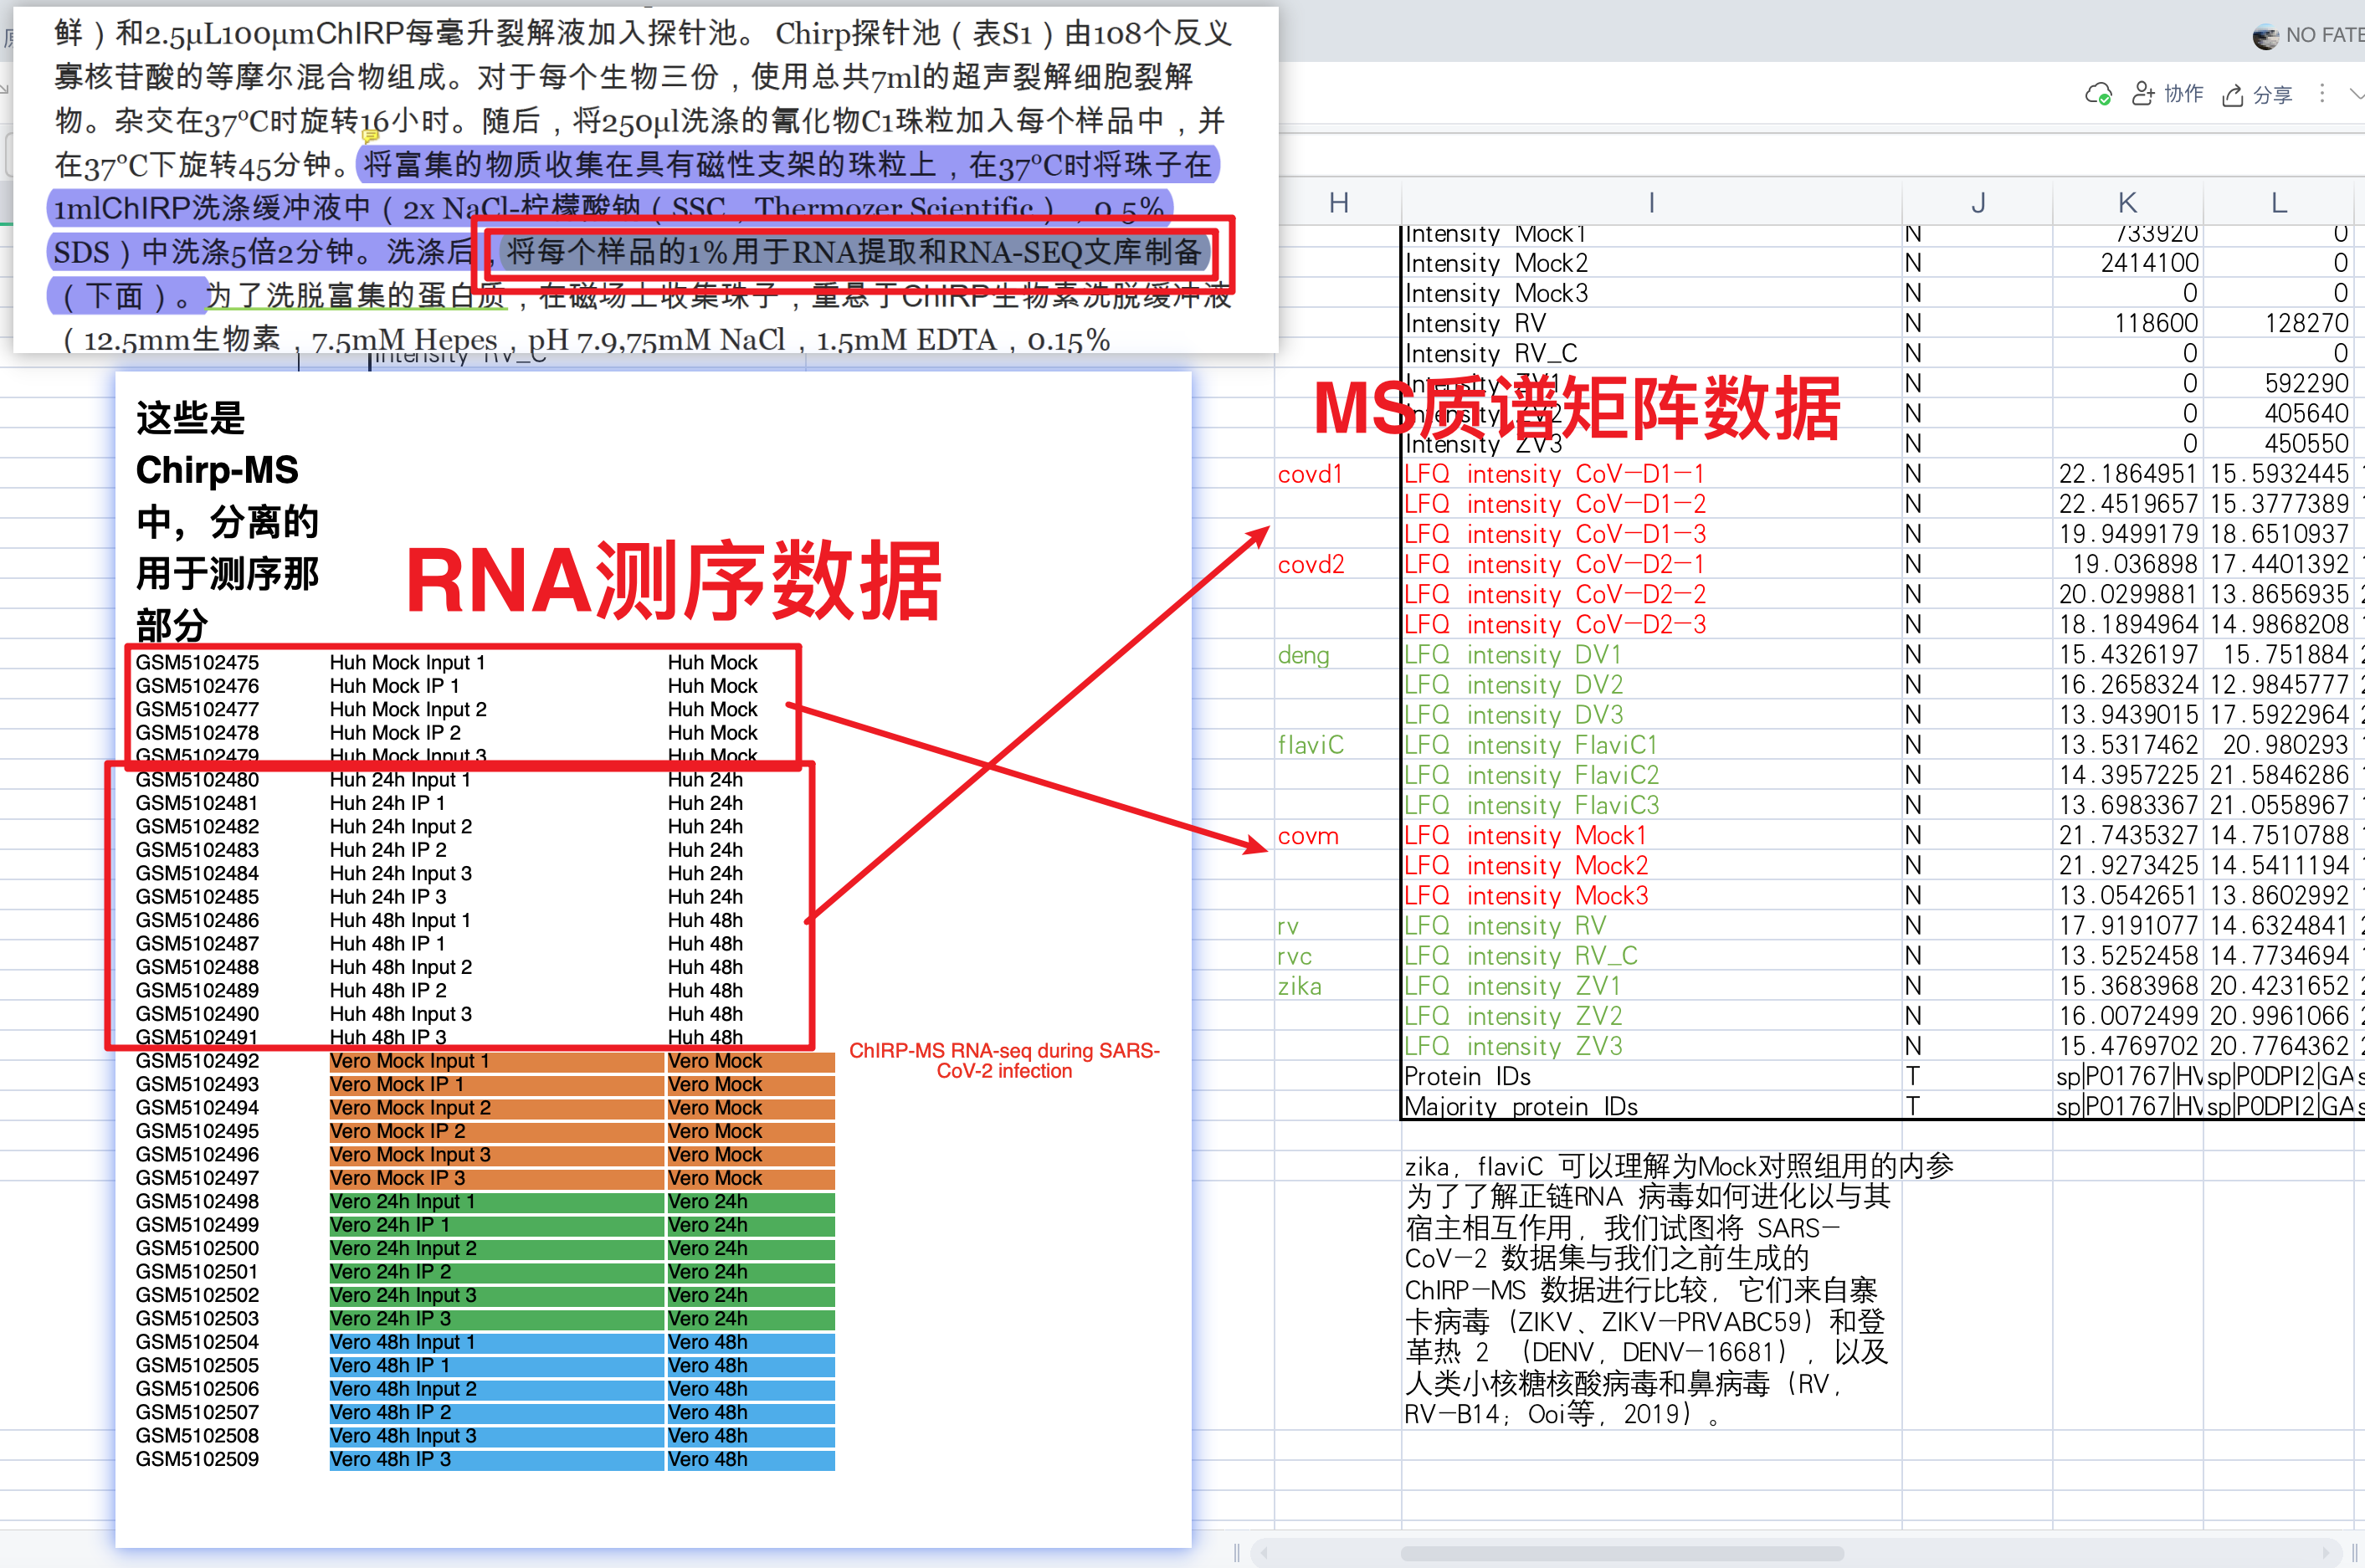 NO FATE
协作
分享
鲜）和2.5μL100μmChIRP每毫升裂解液加入探针池。 Chirp探针池（表S1）由108个反义
寡核苷酸的等摩尔混合物组成。对于每个生物三份，使用总共7ml的超声裂解细胞裂解
物。杂交在37ºC时旋转16小时。随后，将250μl洗涤的氰化物C1珠粒加入每个样品中，并
在37ºC下旋转45分钟。将富集的物质收集在具有磁性支架的珠粒上，在37ºC时将珠子在
1mlChIRP洗涤缓冲液中（2x NaCl-柠檬酸钠（SSC，Thermozer Scientific），0.5%
SDS）中洗涤5倍2分钟。洗涤后，将每个样品的1%用于RNA提取和RNA-SEQ文库制备
（下面）。为了洗脱富集的蛋白质，在磁场上收集珠子，重悬于ChIRP生物素洗脱缓冲液
（12.5mm生物素，7.5mM Hepes，pH 7.9,75mM NaCl，1.5mM EDTA，0.15%
Intensity RV_C
这些是
Chirp-MS
中，分离的
用于测序那
部分
RNA测序数据
GSM5102475 Huh Mock Input 1 Huh Mock
GSM5102476 Huh Mock IP 1 Huh Mock
GSM5102477 Huh Mock Input 2 Huh Mock
GSM5102478 Huh Mock IP 2 Huh Mock
GSM5102479 Huh Mock Input 3 Huh Mock
GSM5102480 Huh 24h Input 1 Huh 24h
GSM5102481 Huh 24h IP 1 Huh 24h
GSM5102482 Huh 24h Input 2 Huh 24h
GSM5102483 Huh 24h IP 2 Huh 24h
GSM5102484 Huh 24h Input 3 Huh 24h
GSM5102485 Huh 24h IP 3 Huh 24h
GSM5102486 Huh 48h Input 1 Huh 48h
GSM5102487 Huh 48h IP 1 Huh 48h
GSM5102488 Huh 48h Input 2 Huh 48h
GSM5102489 Huh 48h IP 2 Huh 48h
GSM5102490 Huh 48h Input 3 Huh 48h
GSM5102491 Huh 48h IP 3 Huh 48h
GSM5102492 Vero Mock Input 1 Vero Mock
GSM5102493 Vero Mock IP 1 Vero Mock
GSM5102494 Vero Mock Input 2 Vero Mock
GSM5102495 Vero Mock IP 2 Vero Mock
GSM5102496 Vero Mock Input 3 Vero Mock
GSM5102497 Vero Mock IP 3 Vero Mock
GSM5102498 Vero 24h Input 1 Vero 24h
GSM5102499 Vero 24h IP 1 Vero 24h
GSM5102500 Vero 24h Input 2 Vero 24h
GSM5102501 Vero 24h IP 2 Vero 24h
GSM5102502 Vero 24h Input 3 Vero 24h
GSM5102503 Vero 24h IP 3 Vero 24h
GSM5102504 Vero 48h Input 1 Vero 48h
GSM5102505 Vero 48h IP 1 Vero 48h
GSM5102506 Vero 48h Input 2 Vero 48h
GSM5102507 Vero 48h IP 2 Vero 48h
GSM5102508 Vero 48h Input 3 Vero 48h
GSM5102509 Vero 48h IP 3 Vero 48h
ChIRP-MS RNA-seq during SARS-
CoV-2 infection
H I J K L
Intensity Mock1 N 733920 0
Intensity Mock2 N 2414100 0
Intensity Mock3 N 0 0
Intensity RV N 118600 128270
Intensity RV_C N 0 0
Intensity ZV1 N 0 592290
MS质谱矩阵数据
Intensity ZV2 N 0 405640
Intensity ZV3 N 0 450550
covd1 LFQ intensity CoV-D1-1 N 22.1864951 15.5932445
LFQ intensity CoV-D1-2 N 22.4519657 15.3777389
LFQ intensity CoV-D1-3 N 19.9499179 18.6510937
covd2 LFQ intensity CoV-D2-1 N 19.036898 17.4401392
LFQ intensity CoV-D2-2 N 20.0299881 13.8656935
LFQ intensity CoV-D2-3 N 18.1894964 14.9868208
deng LFQ intensity DV1 N 15.4326197 15.751884
LFQ intensity DV2 N 16.2658324 12.9845777
LFQ intensity DV3 N 13.9439015 17.5922964
flaviC LFQ intensity FlaviC1 N 13.5317462 20.980293
LFQ intensity FlaviC2 N 14.3957225 21.5846286
LFQ intensity FlaviC3 N 13.6983367 21.0558967
covm LFQ intensity Mock1 N 21.7435327 14.7510788
LFQ intensity Mock2 N 21.9273425 14.5411194
LFQ intensity Mock3 N 13.0542651 13.8602992
rv LFQ intensity RV N 17.9191077 14.6324841
rvc LFQ intensity RV_C N 13.5252458 14.7734694
zika LFQ intensity ZV1 N 15.3683968 20.4231652
LFQ intensity ZV2 N 16.0072499 20.9961066
LFQ intensity ZV3 N 15.4769702 20.7764362
Protein IDs T sp|P01767|HV sp|P0DPI2|GA
Majority protein IDs T sp|P01767|HV sp|P0DPI2|GA
zika，flaviC 可以理解为Mock对照组用的内参
为了了解正链RNA 病毒如何进化以与其
宿主相互作用，我们试图将 SARS-
CoV-2 数据集与我们之前生成的
ChIRP-MS 数据进行比较，它们来自寨
卡病毒（ZIKV、ZIKV-PRVABC59）和登
革热 2 （DENV，DENV-16681），以及
人类小核糖核酸病毒和鼻病毒（RV，
RV-B14；Ooi等，2019）。